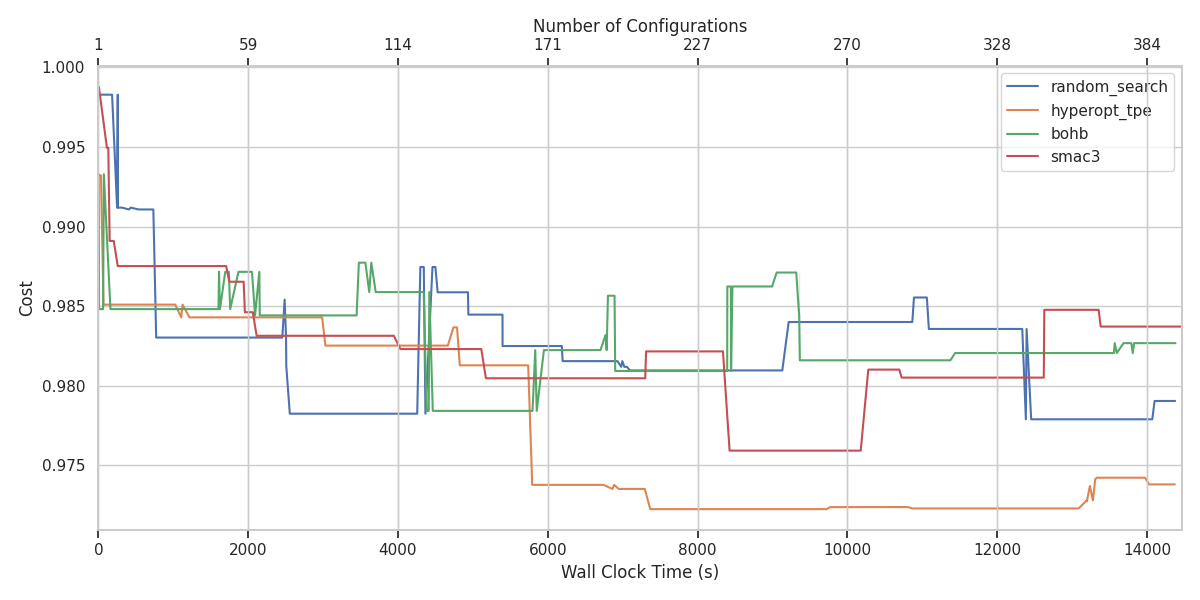 Number of Configurations
1 59 114 171 227 270 328 384
1.000
0.995
0.990
0.985
0.980
0.975
Cost
random_search
hyperopt_tpe
bohb
smac3
0 2000 4000 6000 8000 10000 12000 14000
Wall Clock Time (s)